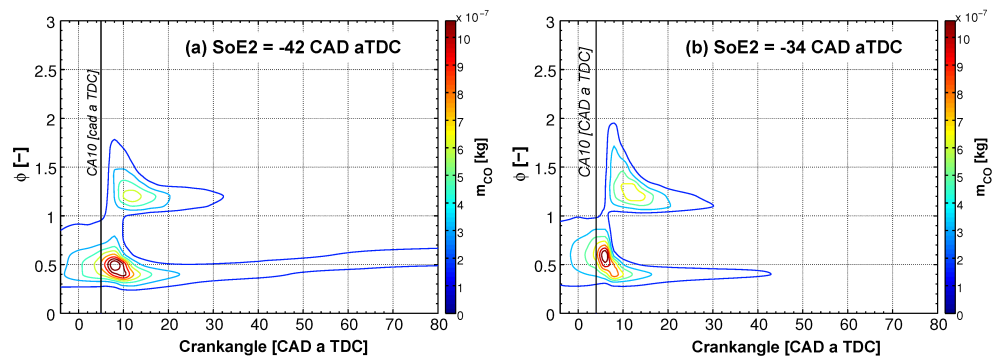 (a) SoE2 = -42 CAD aTDC
CA10 [cad a TDC]
ϕ [−]
3
2.5
2
1.5
1
0.5
0
0 10 20 30 40 50 60 70 80
Crankangle [CAD a TDC]
x 10⁻⁷
10
9
8
7
6
5
4
3
2
1
0
mCO [kg]
(b) SoE2 = -34 CAD aTDC
CA10 [CAD a TDC]
ϕ [−]
3
2.5
2
1.5
1
0.5
0
0 10 20 30 40 50 60 70 80
Crankangle [CAD a TDC]
x 10⁻⁷
10
9
8
7
6
5
4
3
2
1
0
mCO [kg]